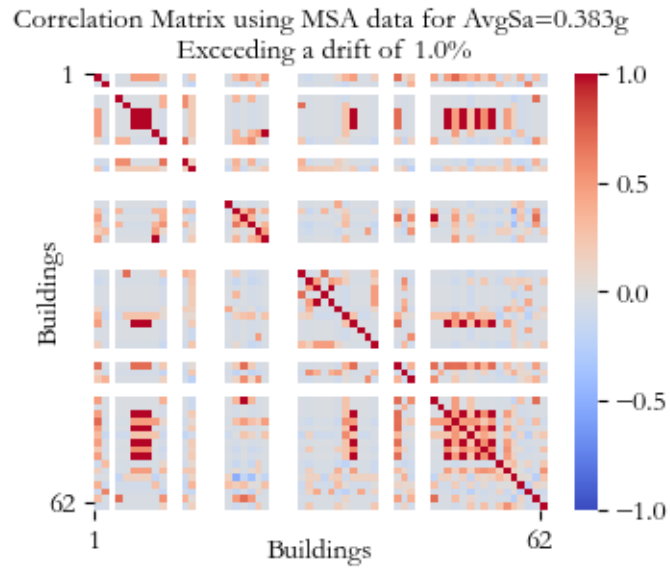 Correlation Matrix using MSA data for AvgSa=0.383g
Exceeding a drift of 1.0%
1
62
Buildings
1
62
Buildings
1.0
0.5
0.0
−0.5
−1.0